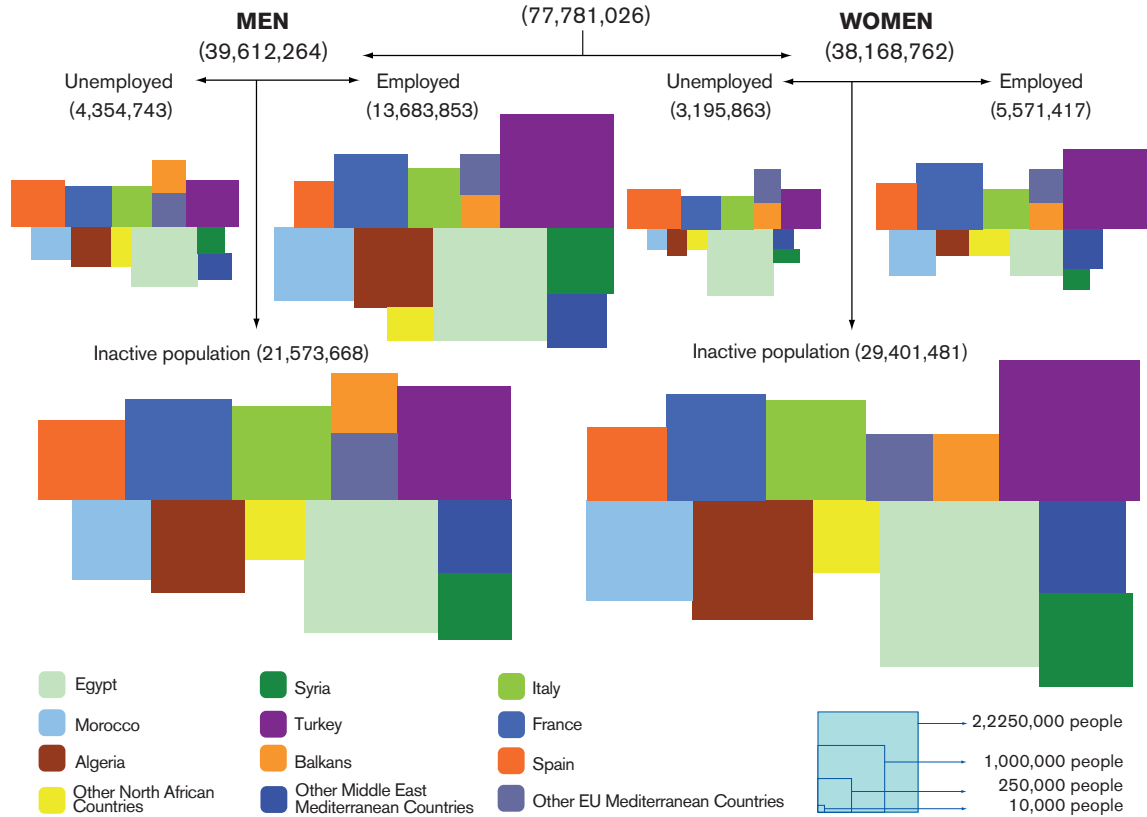 (77,781,026)
MEN
(39,612,264)
WOMEN
(38,168,762)
Unemployed
(4,354,743)
Employed
(13,683,853)
Unemployed
(3,195,863)
Employed
(5,571,417)
Inactive population (21,573,668)
Inactive population (29,401,481)
Egypt
Morocco
Algeria
Other North African
Countries
Syria
Turkey
Balkans
Other Middle East
Mediterranean Countries
Italy
France
Spain
Other EU Mediterranean Countries
2,2250,000 people
1,000,000 people
250,000 people
10,000 people